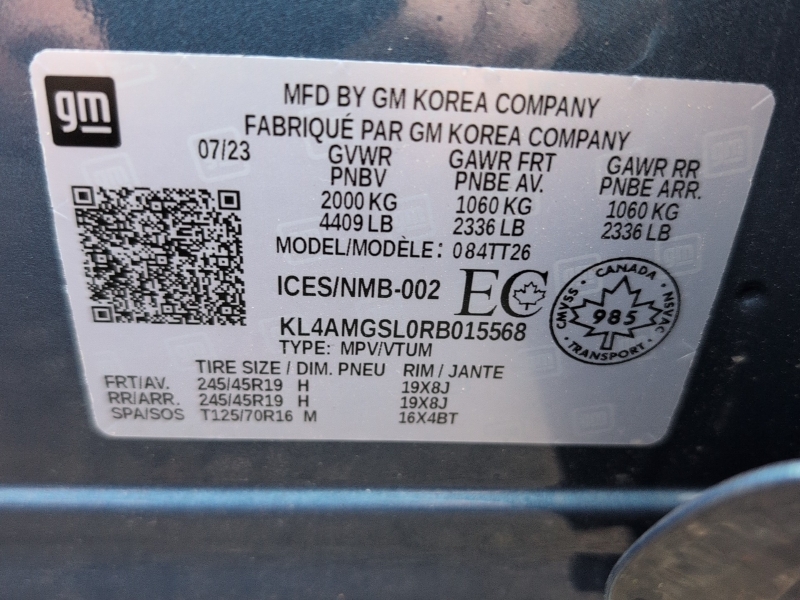 gm
MFD BY GM KOREA COMPANY
FABRIQUÉ PAR GM KOREA COMPANY
07/23 GVWR GAWR FRT GAWR RR
PNBV PNBE AV. PNBE ARR.
2000 KG 1060 KG 1060 KG
4409 LB 2336 LB 2336 LB
MODEL/MODÈLE: 084TT26
ICES/NMB-002 EC
CANADA CMVSS NSVAC 985 TRANSPORT
KL4AMGSL0RB015568
TYPE: MPV/VTUM
TIRE SIZE / DIM. PNEU RIM / JANTE
FRT/AV. 245/45R19 H 19X8J
RR/ARR. 245/45R19 H 19X8J
SPA/SOS T125/70R16 M 16X4BT